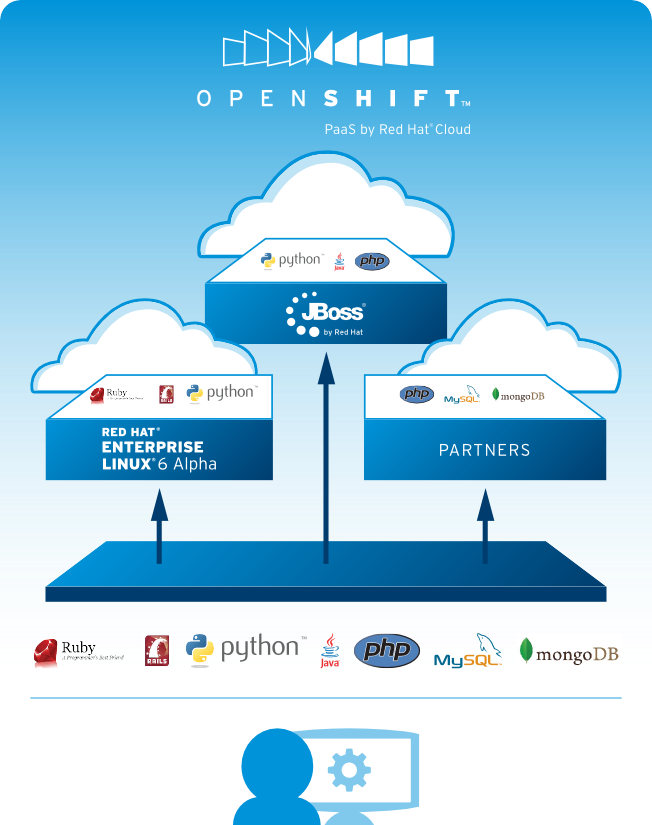 OPENSHIFT™
PaaS by Red Hat® Cloud
python™
Java
php
JBoss®
by Red Hat
Ruby
RAILS
python™
php
MySQL
mongoDB
RED HAT®
ENTERPRISE
LINUX® 6 Alpha
PARTNERS
Ruby
A Programmer's Best Friend
RAILS
python™
Java
php
MySQL
mongoDB